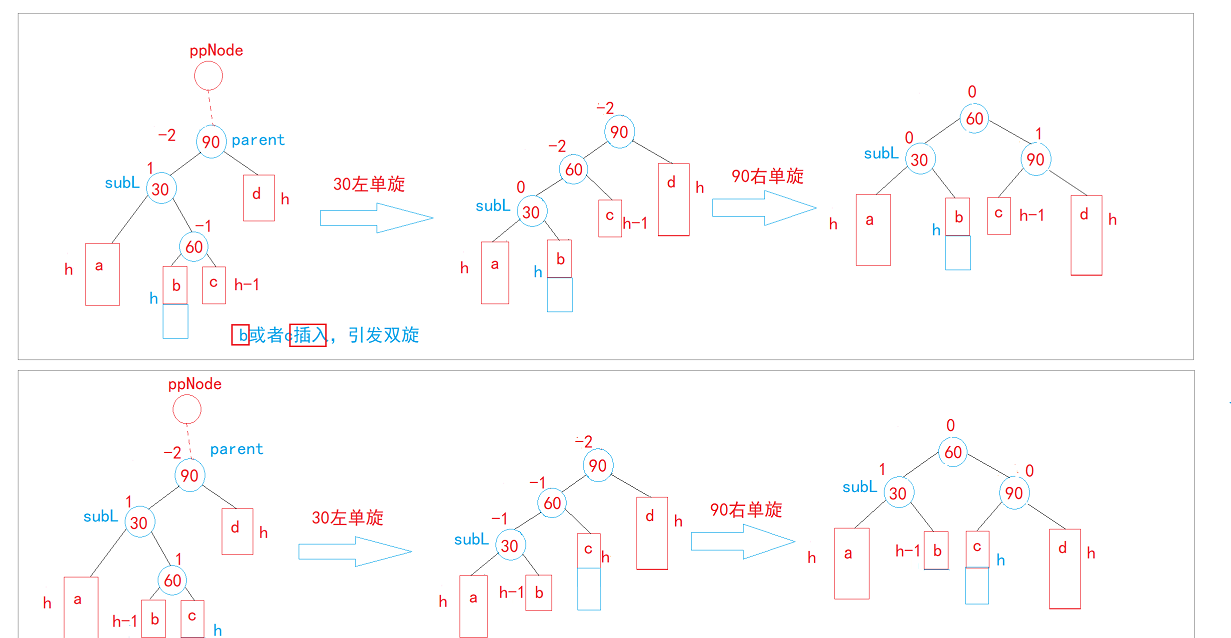 ppNode
-2
90
parent
1
subL
30
d
h
-1
60
h
a
b
c
h-1
h
b或者c插入，引发双旋
30左单旋
-2
90
-2
60
d
h
0
subL
30
c
h-1
h
a
b
h
90右单旋
0
60
0
subL
30
1
90
h
a
b
h
c
h-1
d
h
ppNode
-2
90
parent
1
subL
30
d
h
1
60
h
a
h-1
b
c
h
30左单旋
-2
90
-1
60
d
h
-1
subL
30
c
h
h
a
h-1
b
90右单旋
0
60
1
subL
30
0
90
h
a
h-1
b
c
h
d
h